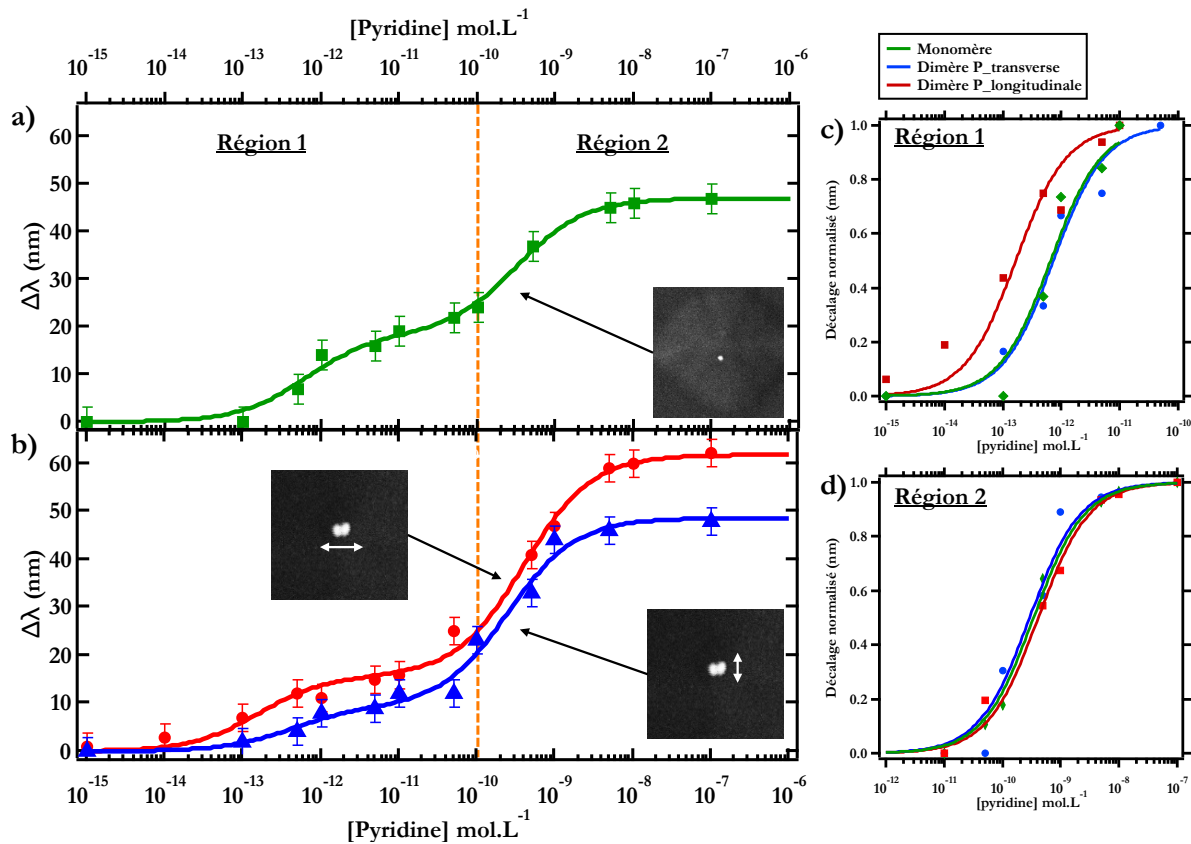 [Pyridine] mol.L⁻¹
10⁻¹⁵ 10⁻¹⁴ 10⁻¹³ 10⁻¹² 10⁻¹¹ 10⁻¹⁰ 10⁻⁹ 10⁻⁸ 10⁻⁷ 10⁻⁶
a)
Région 1
Région 2
60
50
40
30
20
10
0
Δλ (nm)
b)
60
50
40
30
20
10
0
Δλ (nm)
10⁻¹⁵ 10⁻¹⁴ 10⁻¹³ 10⁻¹² 10⁻¹¹ 10⁻¹⁰ 10⁻⁹ 10⁻⁸ 10⁻⁷ 10⁻⁶
[Pyridine] mol.L⁻¹
Monomère
Dimère P_transverse
Dimère P_longitudinale
c)
Région 1
1.0
0.8
0.6
0.4
0.2
0.0
Décalage normalisé (nm)
10⁻¹⁵ 10⁻¹⁴ 10⁻¹³ 10⁻¹² 10⁻¹¹ 10⁻¹⁰
[pyridine] mol.L⁻¹
d)
Région 2
1.0
0.8
0.6
0.4
0.2
0.0
Décalage normalisé (nm)
10⁻¹² 10⁻¹¹ 10⁻¹⁰ 10⁻⁹ 10⁻⁸ 10⁻⁷
[pyridine] mol.L⁻¹